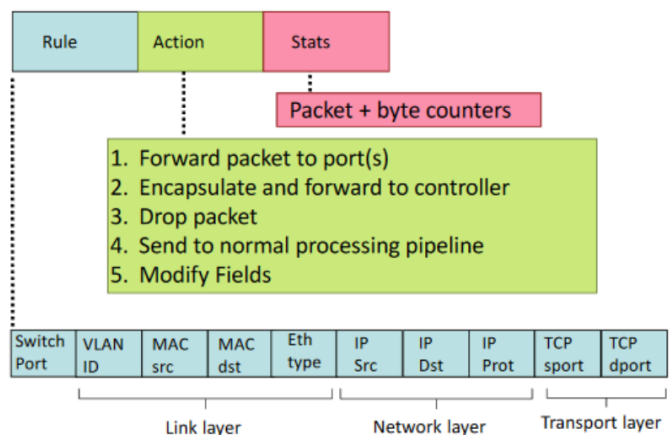 Rule Action Stats
Packet + byte counters
1. Forward packet to port(s)
2. Encapsulate and forward to controller
3. Drop packet
4. Send to normal processing pipeline
5. Modify Fields
Switch Port
VLAN ID
MAC src
MAC dst
Eth type
IP Src
IP Dst
IP Prot
TCP sport
TCP dport
Link layer
Network layer
Transport layer